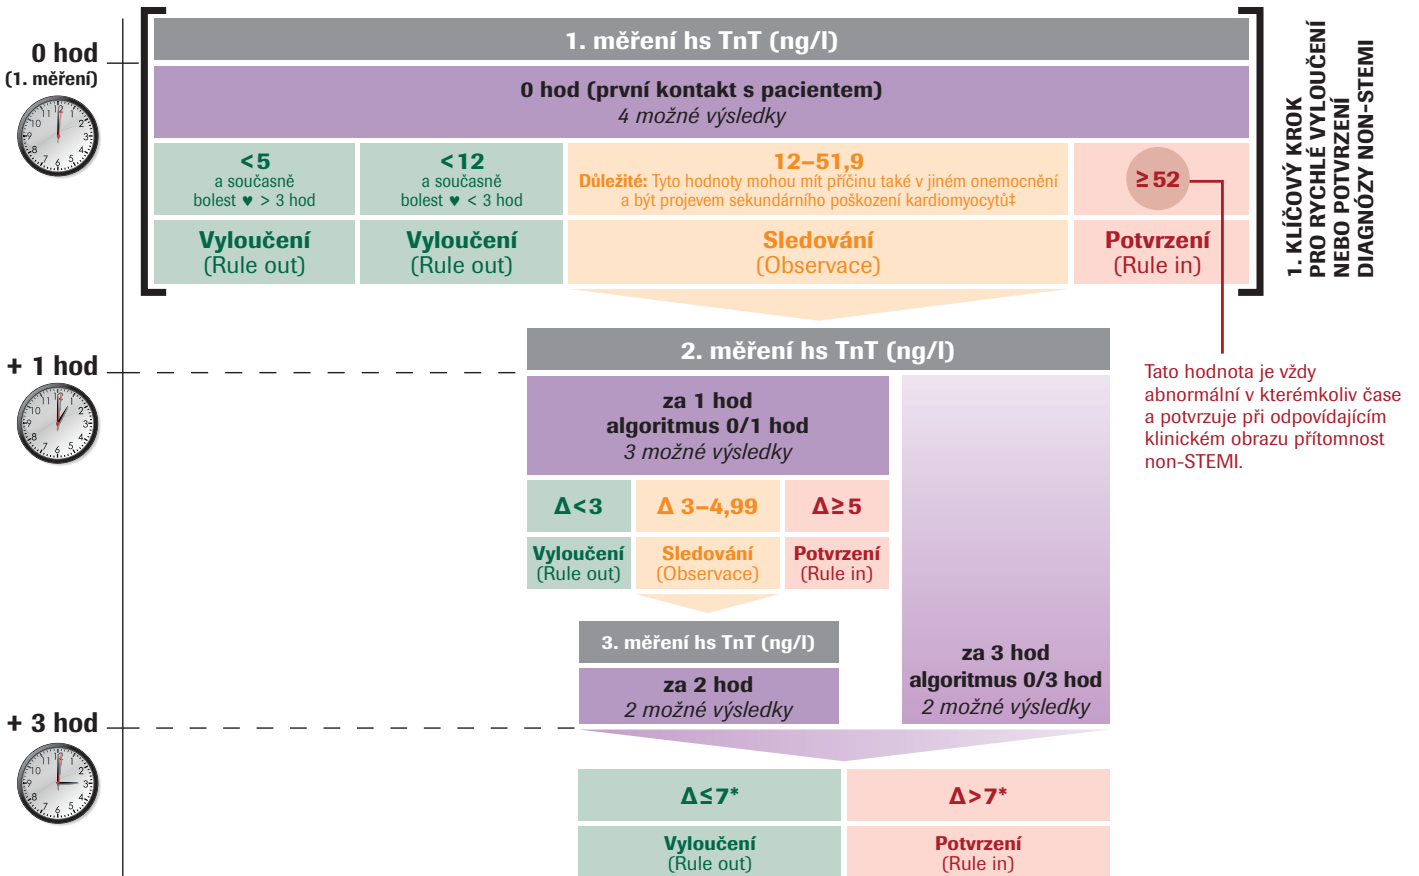 0 hod
(1. měření)
1. měření hs TnT (ng/l)
0 hod (první kontakt s pacientem)
4 možné výsledky
<5
a současně
bolest ♥ > 3 hod
<12
a současně
bolest ♥ < 3 hod
12–51,9
Důležité: Tyto hodnoty mohou mít příčinu také v jiném onemocnění
a být projevem sekundárního poškození kardiomyocytů‡
≥ 52
Vyloučení
(Rule out)
Vyloučení
(Rule out)
Sledování
(Observace)
Potvrzení
(Rule in)
1. KLÍČOVÝ KROK
PRO RYCHLÉ VYLOUČENÍ
NEBO POTVRZENÍ
DIAGNÓZY NON-STEMI
Tato hodnota je vždy
abnormální v kterémkoliv čase
a potvrzuje při odpovídajícím
klinickém obrazu přítomnost
non-STEMI.
+ 1 hod
2. měření hs TnT (ng/l)
za 1 hod
algoritmus 0/1 hod
3 možné výsledky
Δ<3
Δ 3–4,99
Δ≥5
Vyloučení
(Rule out)
Sledování
(Observace)
Potvrzení
(Rule in)
3. měření hs TnT (ng/l)
za 2 hod
2 možné výsledky
za 3 hod
algoritmus 0/3 hod
2 možné výsledky
+ 3 hod
Δ≤7*
Δ>7*
Vyloučení
(Rule out)
Potvrzení
(Rule in)